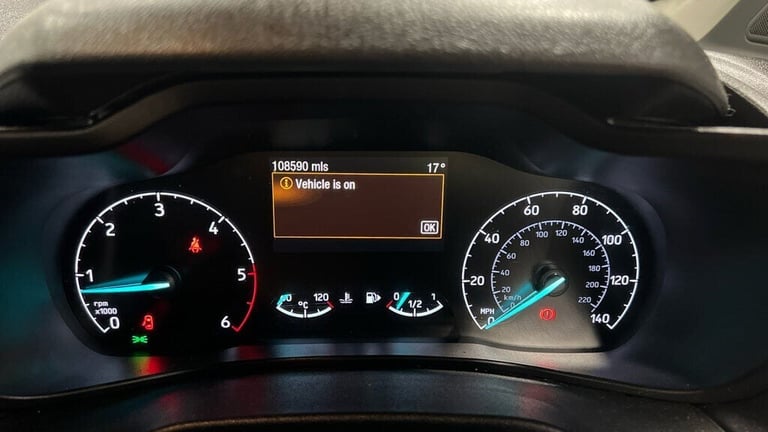 108590 mls 17°
Vehicle is on
OK
0 1 2 3 4 5 6
rpm
x1000
120
°C
0 1/2 1
0 20 40 60 80 100 120 140
MPH
0 20 40 60 80 100 120 140 160 180 200 220
km/h